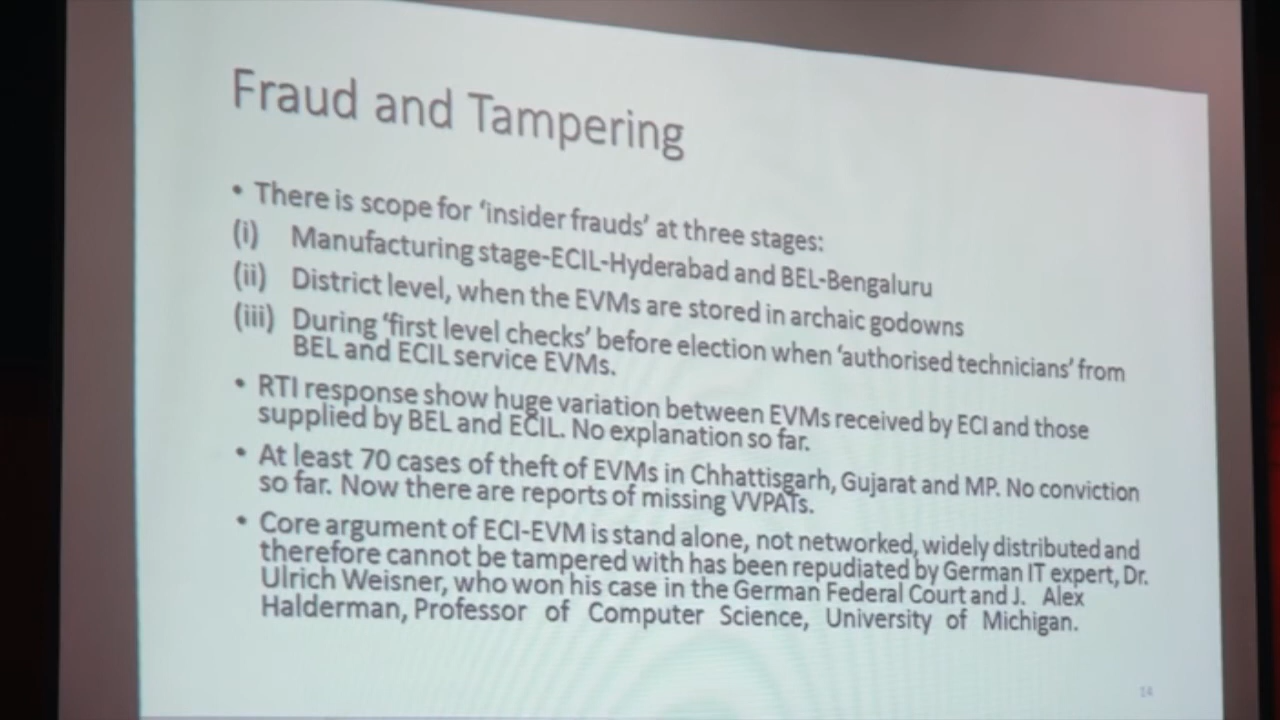 Fraud and Tampering
• There is scope for ‘insider frauds’ at three stages:
(i) Manufacturing stage-ECIL-Hyderabad and BEL-Bengaluru
(ii) District level, when the EVMs are stored in archaic godowns
(iii) During ‘first level checks’ before election when ‘authorised technicians’ from
BEL and ECIL service EVMs.
• RTI response show huge variation between EVMs received by ECI and those
supplied by BEL and ECIL. No explanation so far.
• At least 70 cases of theft of EVMs in Chhattisgarh, Gujarat and MP. No conviction
so far. Now there are reports of missing VVPATs.
• Core argument of ECI-EVM is stand alone, not networked, widely distributed and
therefore cannot be tampered with has been repudiated by German IT expert, Dr.
Ulrich Weisner, who won his case in the German Federal Court and J. Alex
Halderman, Professor of Computer Science, University of Michigan.
14